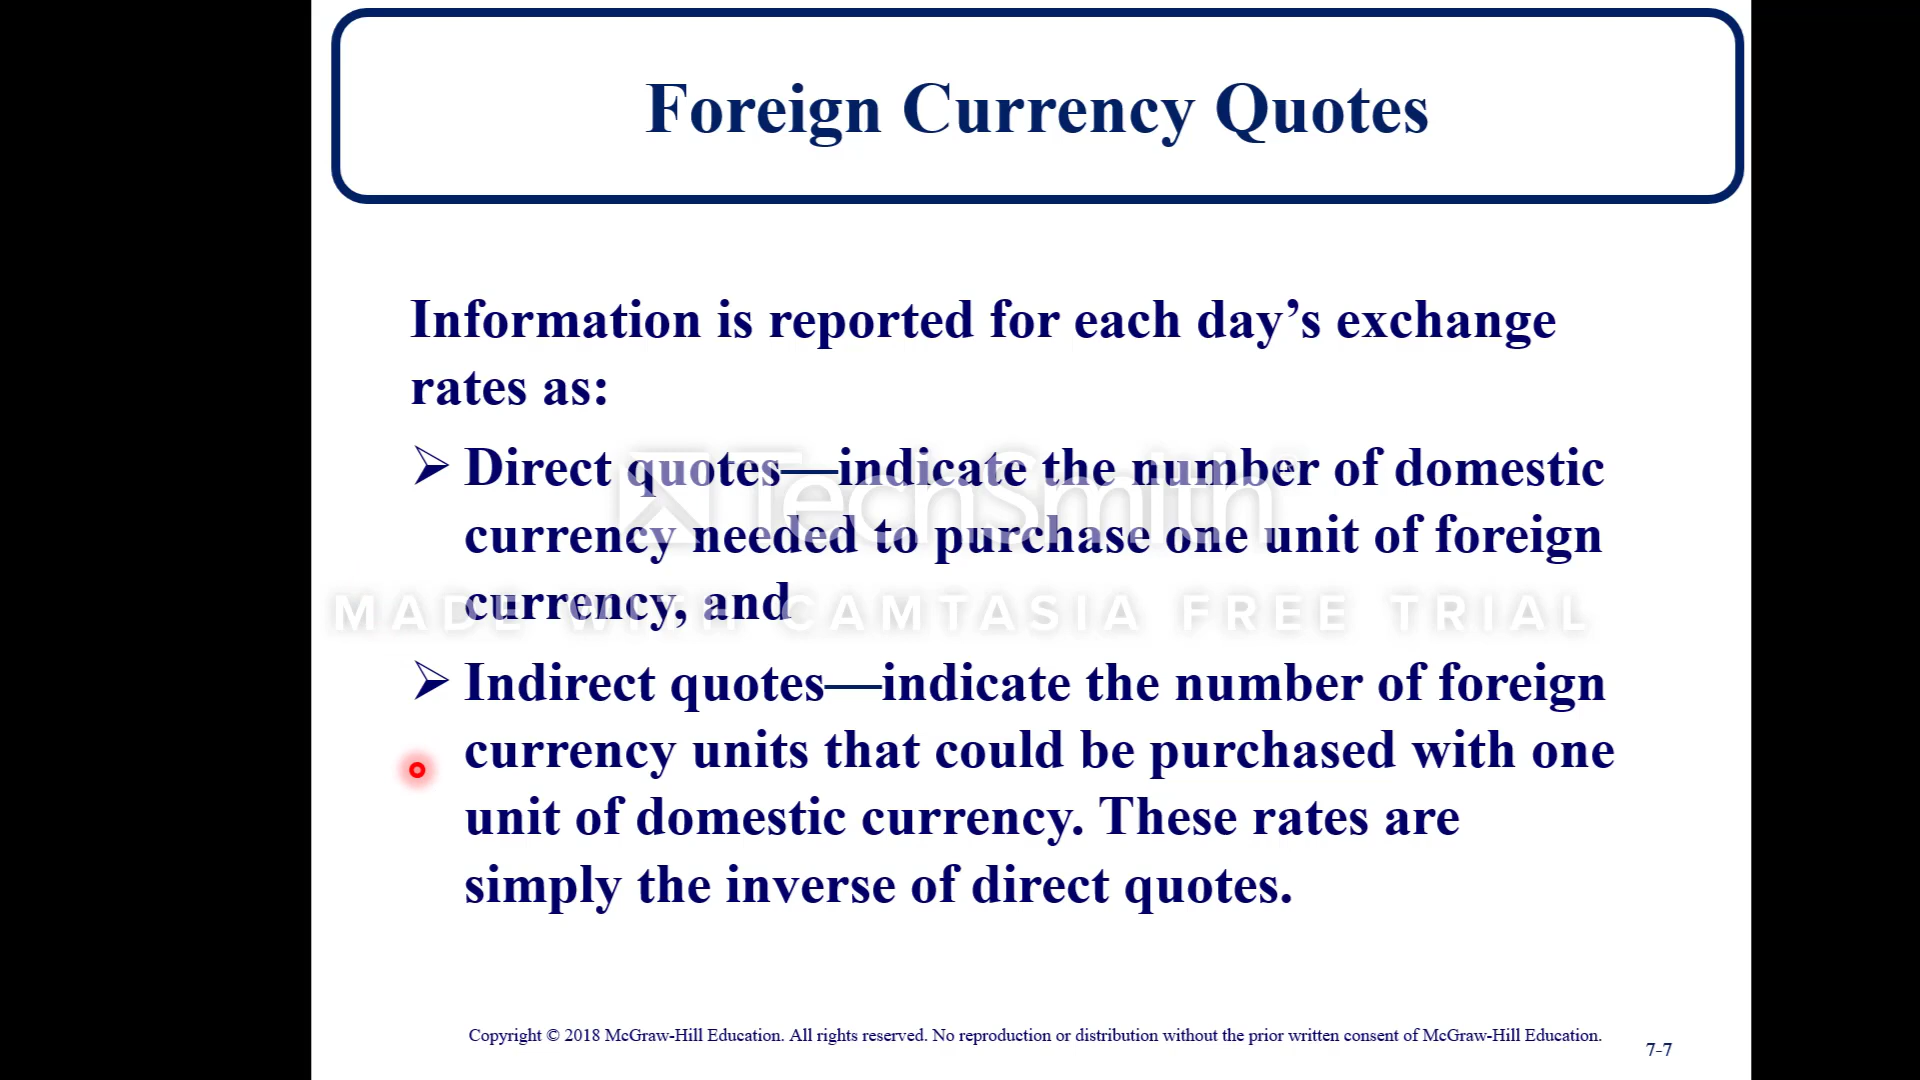 Foreign Currency Quotes
Information is reported for each day’s exchange
rates as:
Direct quotes—indicate the number of domestic
currency needed to purchase one unit of foreign
currency, and
TechSmith
MADE WITH CAMTASIA FREE TRIAL
Indirect quotes—indicate the number of foreign
currency units that could be purchased with one
unit of domestic currency. These rates are
simply the inverse of direct quotes.
Copyright © 2018 McGraw-Hill Education. All rights reserved. No reproduction or distribution without the prior written consent of McGraw-Hill Education.
7-7